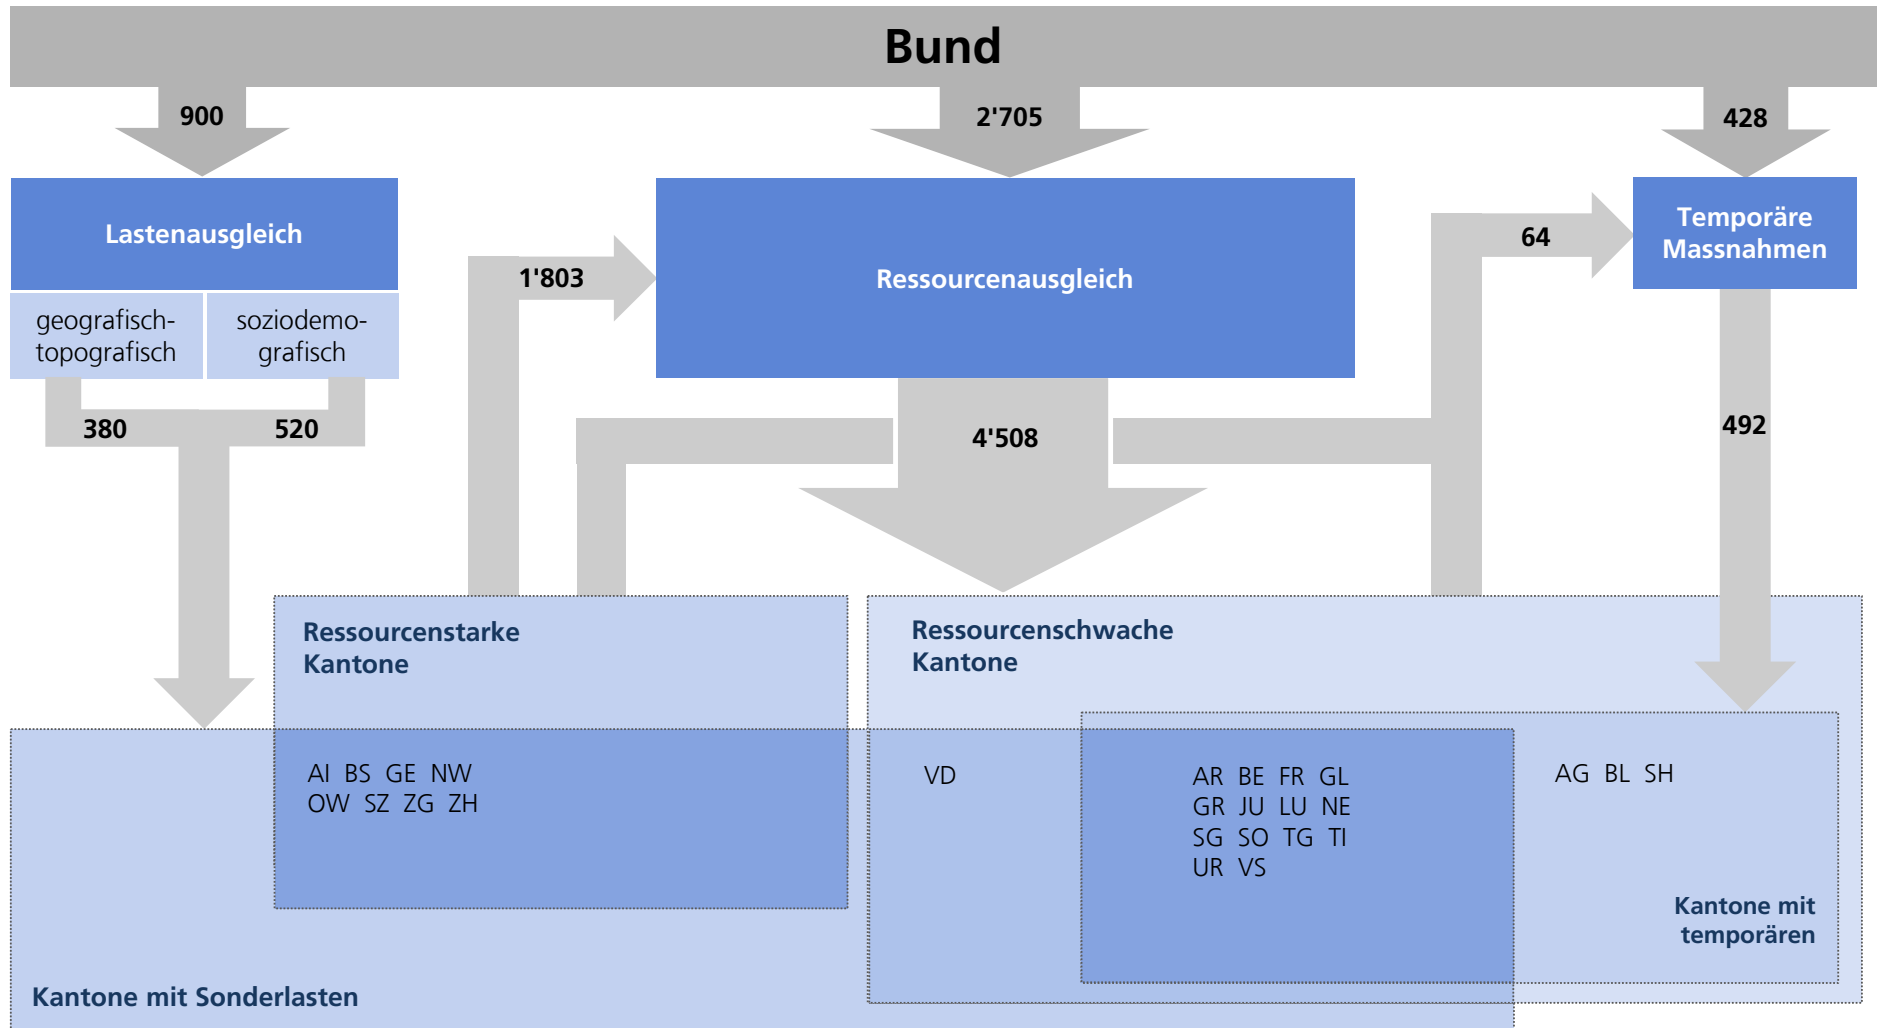 Bund
900
2'705
428
Lastenausgleich
geografisch-
topografisch
soziodemo-
grafisch
380
520
1'803
Ressourcenausgleich
4'508
64
Temporäre
Massnahmen
492
Ressourcenstarke
Kantone
Ressourcenschwache
Kantone
AI BS GE NW
OW SZ ZG ZH
VD
AR BE FR GL
GR JU LU NE
SG SO TG TI
UR VS
AG BL SH
Kantone mit
temporären
Kantone mit Sonderlasten